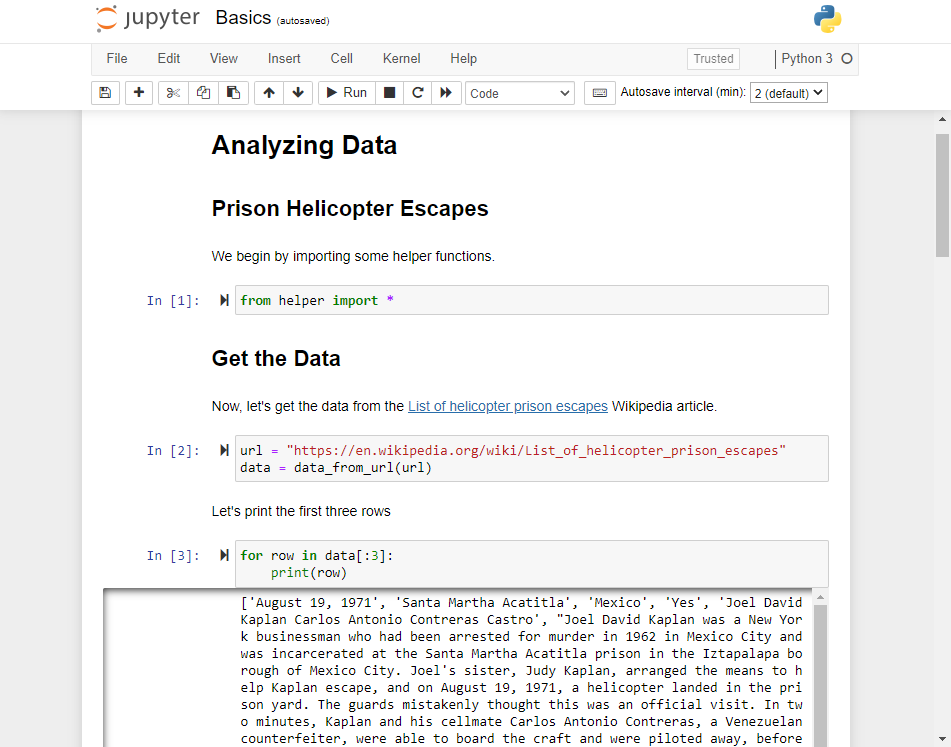 jupyter Basics (autosaved)
File Edit View Insert Cell Kernel Help Trusted Python 3
Run Code Autosave interval (min): 2 (default)
Analyzing Data
Prison Helicopter Escapes
We begin by importing some helper functions.
In [1]: from helper import *
Get the Data
Now, let's get the data from the List of helicopter prison escapes Wikipedia article.
In [2]: url = "https://en.wikipedia.org/wiki/List_of_helicopter_prison_escapes"
data = data_from_url(url)
Let's print the first three rows
In [3]: for row in data[:3]:
    print(row)
['August 19, 1971', 'Santa Martha Acatitla', 'Mexico', 'Yes', 'Joel David
Kaplan Carlos Antonio Contreras Castro', "Joel David Kaplan was a New Yor
k businessman who had been arrested for murder in 1962 in Mexico City and
was incarcerated at the Santa Martha Acatitla prison in the Iztapalapa bo
rough of Mexico City. Joel's sister, Judy Kaplan, arranged the means to h
elp Kaplan escape, and on August 19, 1971, a helicopter landed in the pri
son yard. The guards mistakenly thought this was an official visit. In tw
o minutes, Kaplan and his cellmate Carlos Antonio Contreras, a Venezuelan
counterfeiter, were able to board the craft and were piloted away, before